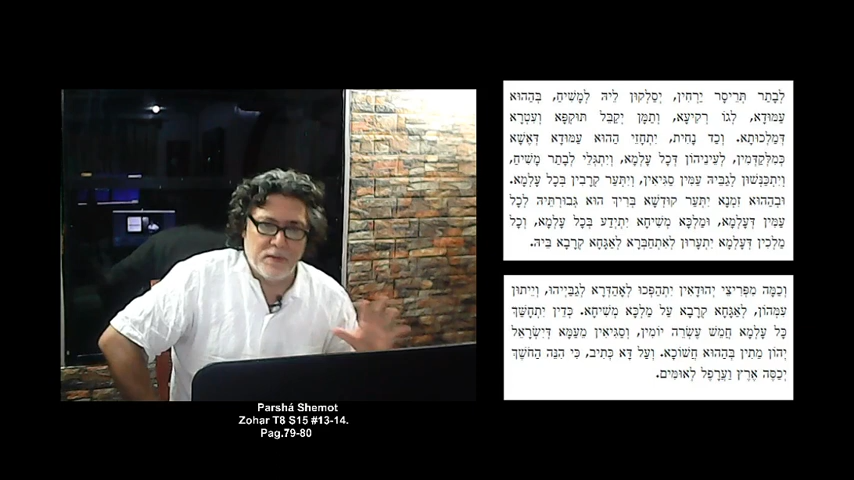 לְבָתַר תְּרֵיסַר יַרְחִין, יְסַלְּקוּן לֵיהּ לְמָשִׁיחַ, בְּהַהוּא
עַמּוּדָא, לְגוֹ רְקִיעָא, וְתַמָּן יְקַבֵּל תּוּקְפָּא וְעִטְרָא
דְּמַלְכוּתָא. וְכַד נָחִית, יִתְחֲזֵי הַהוּא עַמּוּדָא דְּאֶשָּׁא
כְּמִלְּקַדְּמִין, לְעֵינֵיהוֹן דְּכָל עָלְמָא, וְיִתְגְּלֵי לְבָתַר מָשִׁיחַ,
וְיִתְכַּנְּשׁוּן לְגַבֵּיהּ עַמִּין סַגִּיאִין, וְיִתְּעַר קְרָבִין בְּכָל עָלְמָא.
וּבְהַהוּא זִמְנָא יִתְּעַר קוּדְשָׁא בְּרִיךְ הוּא גְּבוּרְתֵּיהּ לְכָל
עַמִּין דְּעָלְמָא, וּמַלְכָּא מְשִׁיחָא יִתְיְדַע בְּכָל עָלְמָא, וְכָל
מַלְכִין דְּעָלְמָא יִתְּעֲרוּן לְאִתְחַבְּרָא לְאַגָּחָא קְרָבָא בֵּיהּ.
וְכַמָּה מִפְּרִיצֵי יְהוּדָאִין יִתְהַפְּכוּ לְאַהַדְרָא לְגַבַּיְיהוּ, וְיֵיתוּן
עִמְּהוֹן, לְאַגָּחָא קְרָבָא עַל מַלְכָּא מְשִׁיחָא. כְּדֵין יִתְחֲשַׁךְ
כָּל עָלְמָא חֲמֵשׁ עֶשְׂרֵה יוֹמִין, וְסַגִּיאִין מֵעַמָּא דְיִשְׂרָאֵל
יְהוֹן מֵתִין בְּהַהוּא חֲשׁוֹכָא. וְעַל דָּא כְּתִיב, כִּי הִנֵּה הַחֹשֶׁךְ
יְכַסֶּה אֶרֶץ וַעֲרָפֶל לְאוּמִּים.
Parshá Shemot
Zohar T8 S15 #13-14.
Pag.79-80